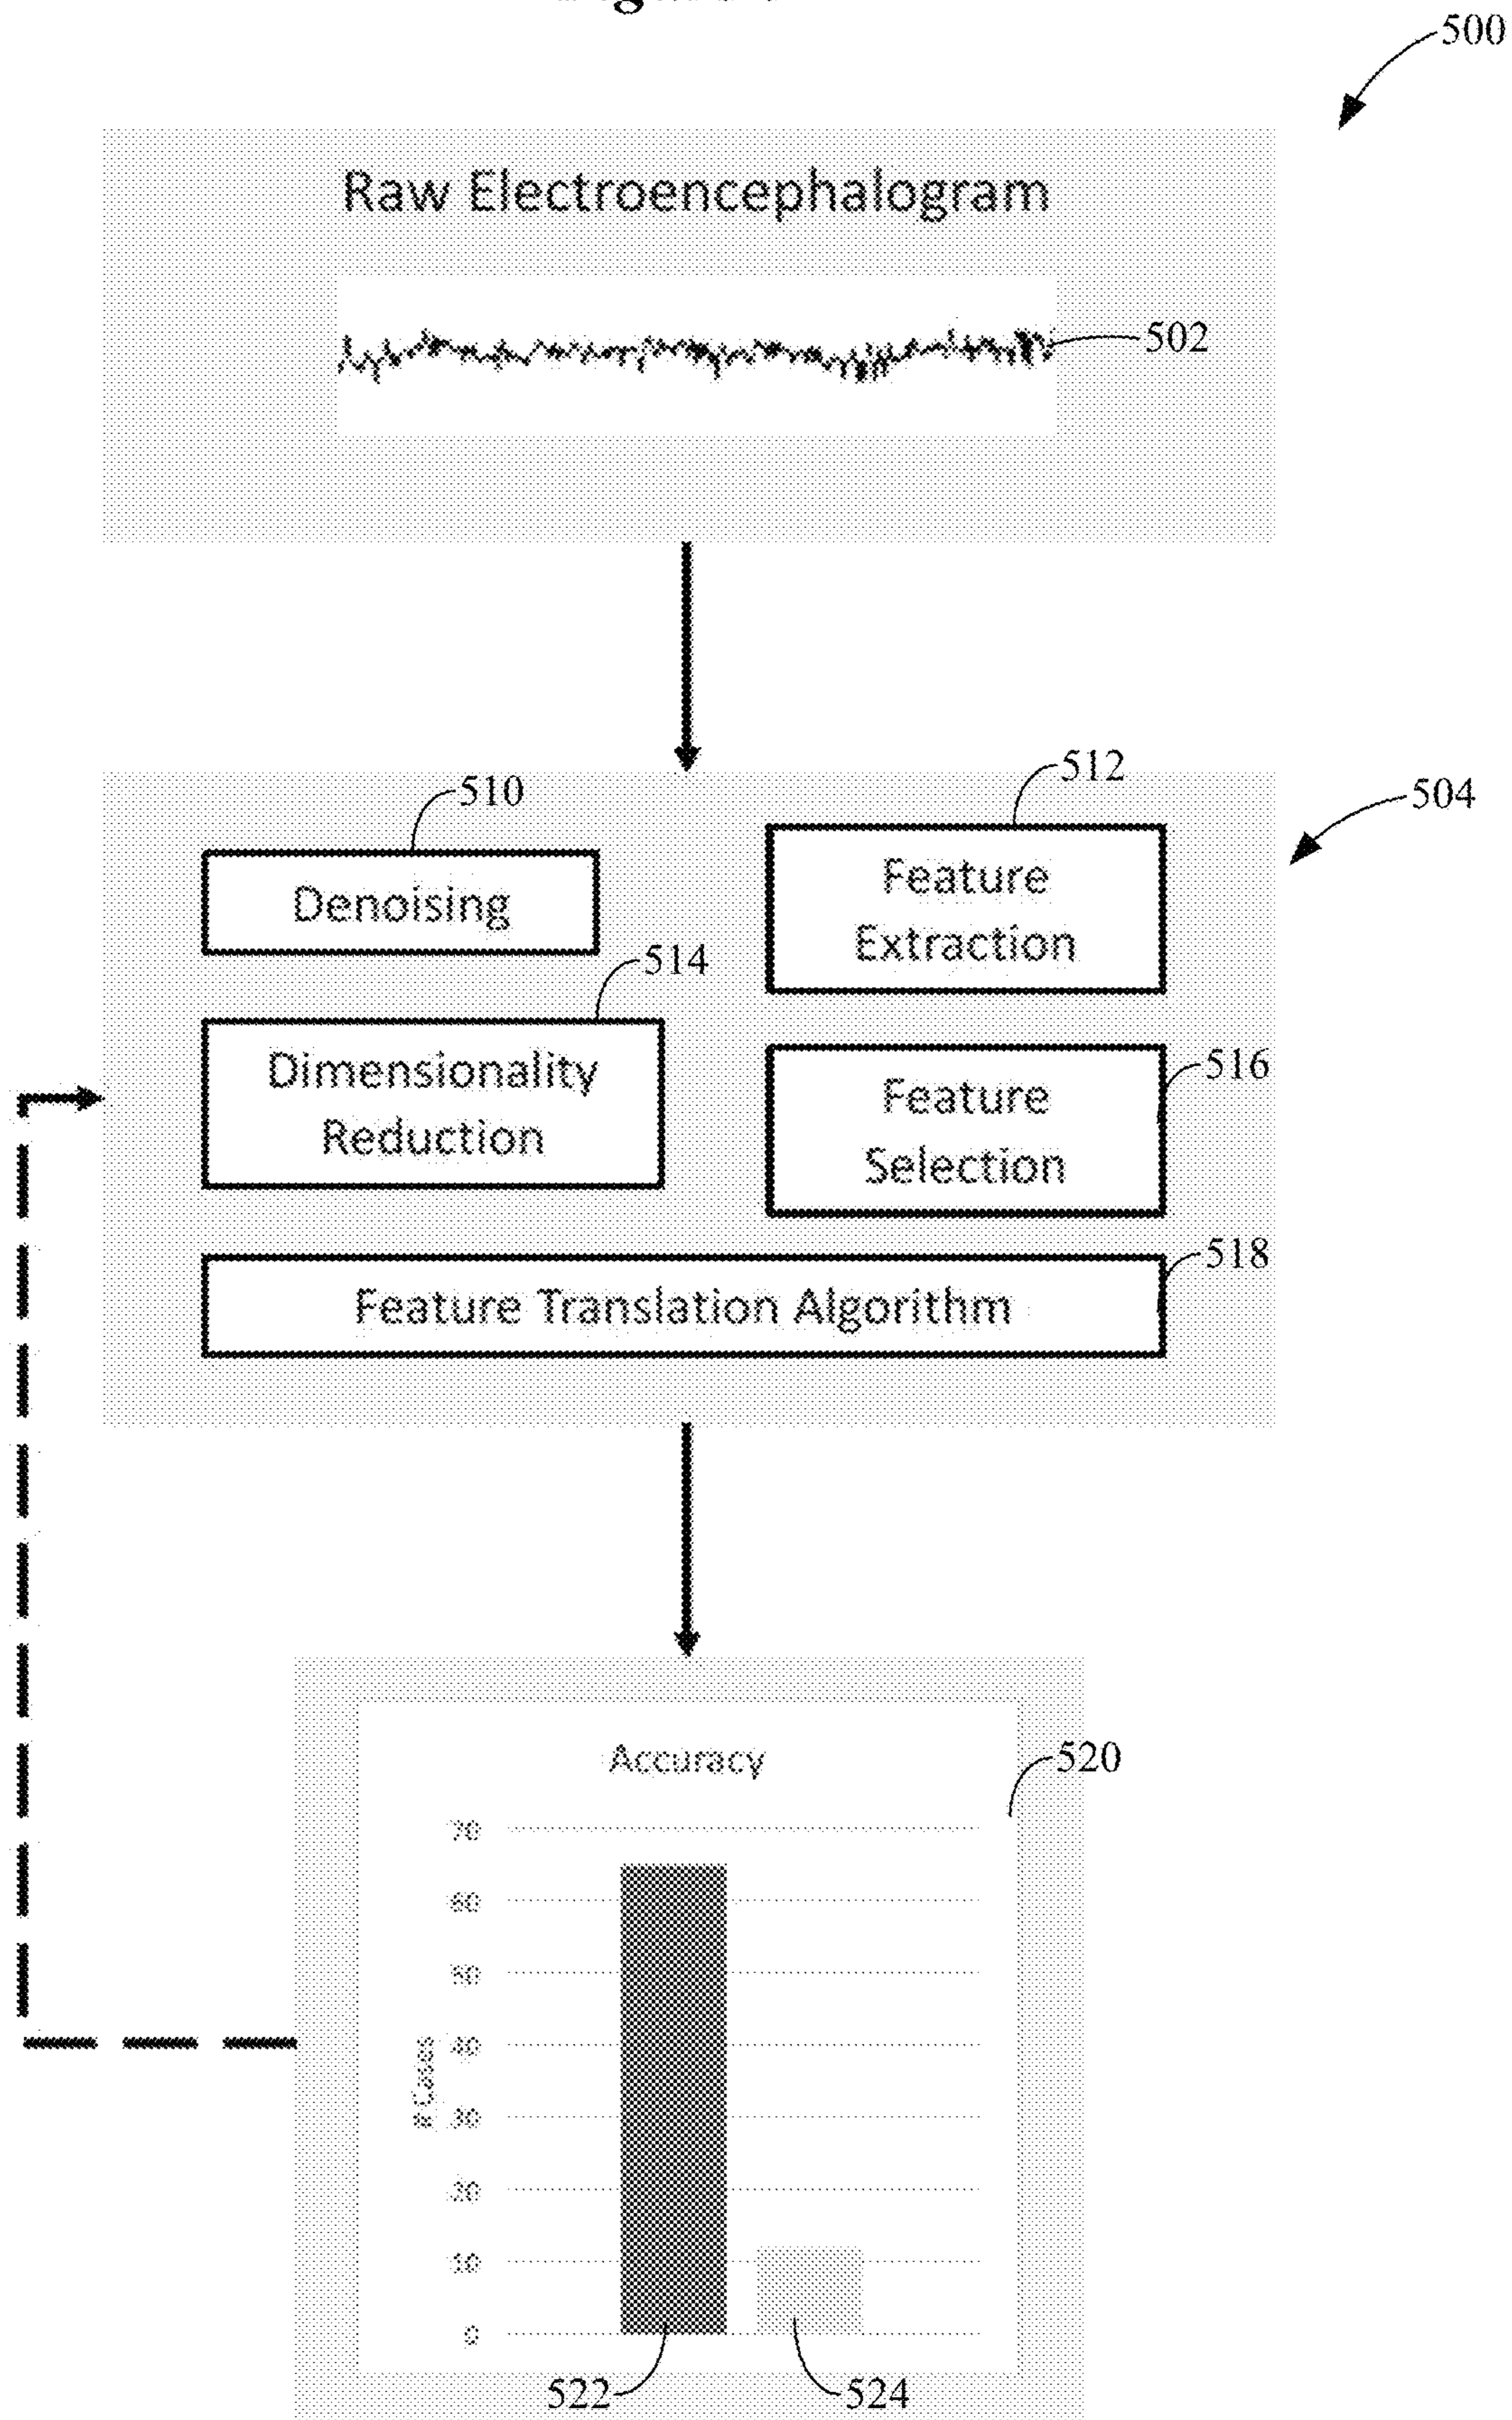 500
Raw Electroencephalogram
502
504
510
512
Denoising
Feature
Extraction
514
Dimensionality
Reduction
516
Feature
Selection
518
Feature Translation Algorithm
520
Accuracy
70
60
50
40
30
20
10
0
# Cases
522
524